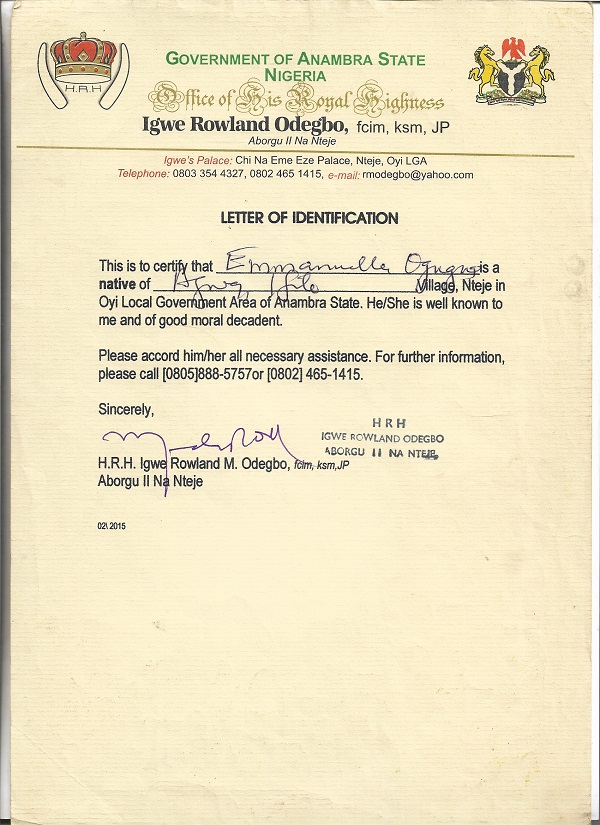 H.R.H
GOVERNMENT OF ANAMBRA STATE
NIGERIA
Office of His Royal Highness
Igwe Rowland Odegbo, fcim, ksm, JP
Aborgu II Na Nteje
Igwe's Palace: Chi Na Eme Eze Palace, Nteje, Oyi LGA
Telephone: 0803 354 4327, 0802 465 1415, e-mail: rmodegbo@yahoo.com
LETTER OF IDENTIFICATION
This is to certify that Emmanuella is a
native of Village, Nteje in
Oyi Local Government Area of Anambra State. He/She is well known to
me and of good moral decadent.
Please accord him/her all necessary assistance. For further information,
please call [0805]888-5757or [0802] 465-1415.
Sincerely,
H R H
IGWE ROWLAND ODEGBO
ABORGU II NA NTEJE
H.R.H. Igwe Rowland M. Odegbo, fcim, ksm,JP
Aborgu II Na Nteje
02\2015